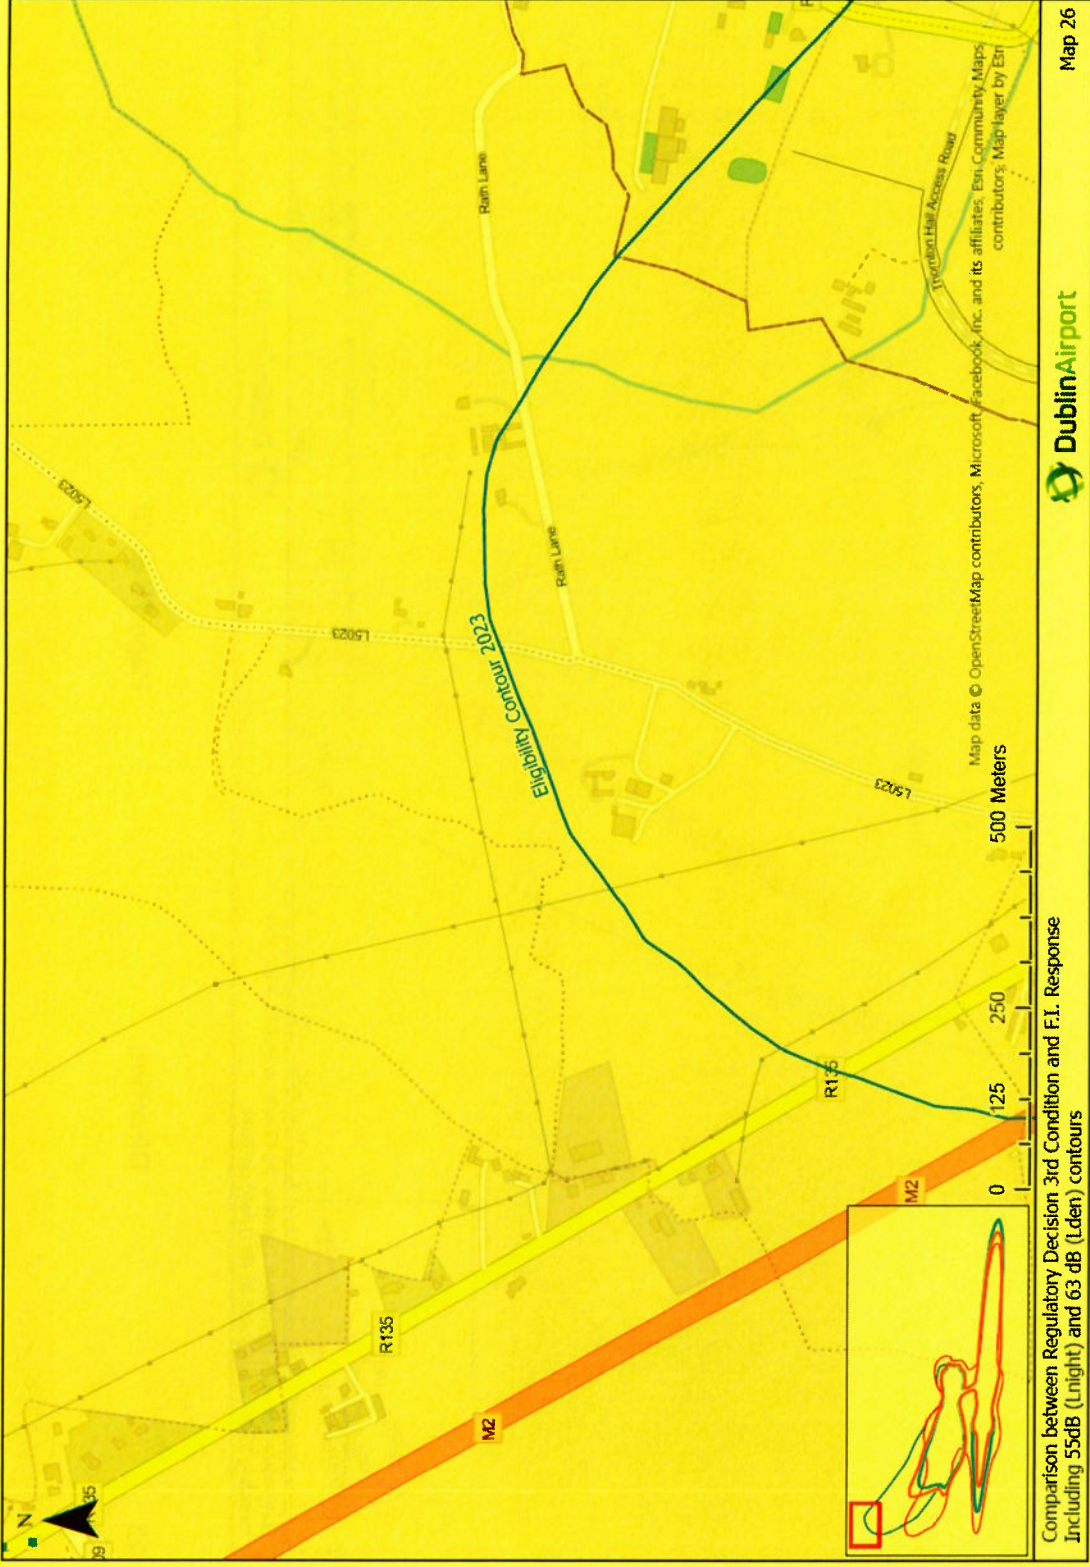 N
R135
M2
R135
M2
R135
L5023
L5023
L5023
Rath Lane
Rath Lane
Eligibility Contour 2023
Thornton Hall Access Road
0 125 250 500 Meters
Map data © OpenStreetMap contributors, Microsoft, Facebook, Inc. and its affiliates, Esri Community Maps
contributors, Map layer by Esri
Comparison between Regulatory Decision 3rd Condition and F.I. Response
Including 55dB (Lnight) and 63 dB (Lden) contours
DublinAirport
Map 26